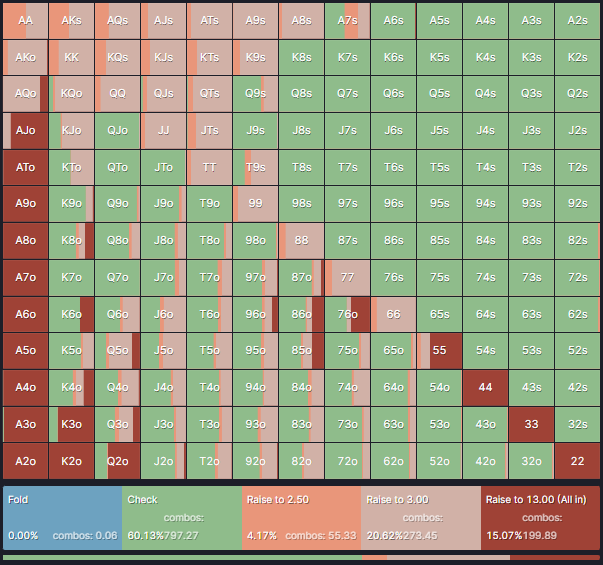 AA AKs AQs AJs ATs A9s A8s A7s A6s A5s A4s A3s A2s
AKo KK KQs KJs KTs K9s K8s K7s K6s K5s K4s K3s K2s
AQo KQo QQ QJs QTs Q9s Q8s Q7s Q6s Q5s Q4s Q3s Q2s
AJo KJo QJo JJ JTs J9s J8s J7s J6s J5s J4s J3s J2s
ATo KTo QTo JTo TT T9s T8s T7s T6s T5s T4s T3s T2s
A9o K9o Q9o J9o T9o 99 98s 97s 96s 95s 94s 93s 92s
A8o K8o Q8o J8o T8o 98o 88 87s 86s 85s 84s 83s 82s
A7o K7o Q7o J7o T7o 97o 87o 77 76s 75s 74s 73s 72s
A6o K6o Q6o J6o T6o 96o 86o 76o 66 65s 64s 63s 62s
A5o K5o Q5o J5o T5o 95o 85o 75o 65o 55 54s 53s 52s
A4o K4o Q4o J4o T4o 94o 84o 74o 64o 54o 44 43s 42s
A3o K3o Q3o J3o T3o 93o 83o 73o 63o 53o 43o 33 32s
A2o K2o Q2o J2o T2o 92o 82o 72o 62o 52o 42o 32o 22
Fold Check Raise to 2.50 Raise to 3.00 Raise to 13.00 (All in)
combos: combos: combos:
0.00% combos: 0.06 60.13% 797.27 4.17% combos: 55.33 20.62% 273.45 15.07% 199.89